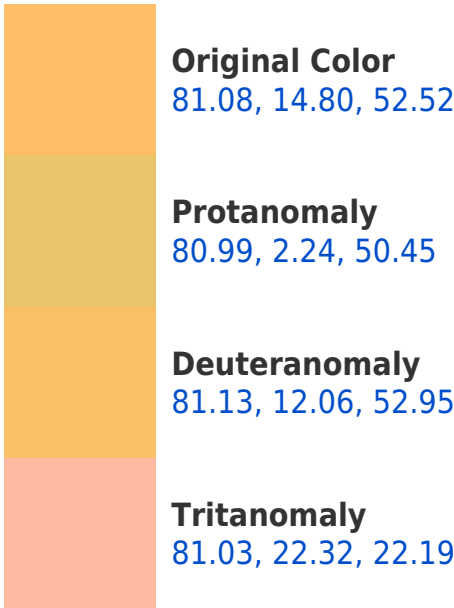 Original Color
81.08, 14.80, 52.52
Protanomaly
80.99, 2.24, 50.45
Deuteranomaly
81.13, 12.06, 52.95
Tritanomaly
81.03, 22.32, 22.19